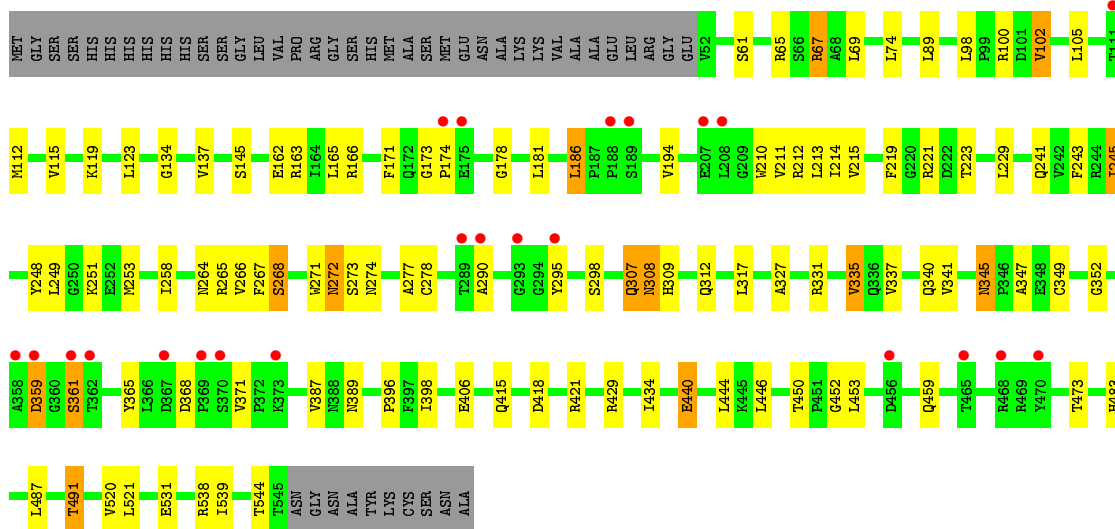 MET GLY SER SER HIS HIS HIS HIS HIS HIS SER SER GLY LEU VAL PRO ARG GLY SER HIS MET ALA SER MET GLU ASN ALA LYS LYS VAL ALA ALA GLU LEU ARG GLY GLU V52 S61 R65 S66 R67 A68 L69 L74 L89 L98 P99 R100 D101 V102 L105 T111
M112 V115 K119 L123 G134 V137 S145 E162 R163 I164 L165 R166 F171 Q172 G173 P174 E175 G178 L181 L186 P187 P188 S189 V194 E207 L208 G209 W210 V211 R212 L213 I214 V215 F219 G220 R221 D222 T223 L229 Q241 V242 F243 R244
Y248 L249 G250 K251 E252 M253 I258 N264 R265 V266 F267 S268 W271 N272 S273 N274 A277 C278 T289 A290 G293 G294 Y295 S298 Q307 N308 H309 Q312 L317 A327 R331 V335 Q336 V337 Q340 V341 N345 P346 A347 E348 C349 G352
A358 D359 G360 S361 T362 Y365 L366 D367 D368 P369 S370 V371 P372 K373 V387 N388 N389 P396 F397 I398 E406 Q415 D418 R421 R429 I434 E440 L444 K445 L446 T450 P451 G452 L453 D456 Q459 T465 R468 R469 Y470 T473
L487 T491 V520 L521 E531 R538 I539 T544 T545 ASN GLY ASN ALA TYR LYS CYS SER ASN ALA